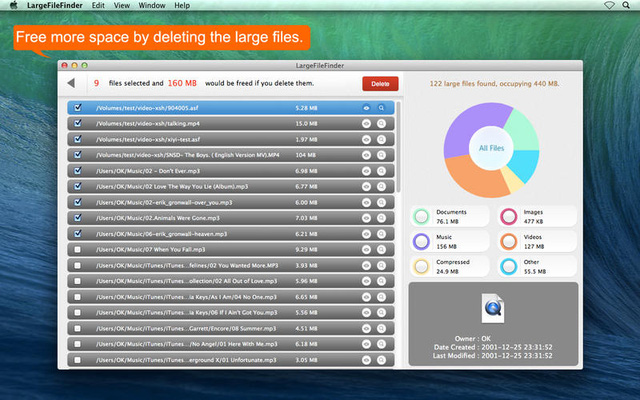 LargeFileFinder Edit View Window Help
Free more space by deleting the large files.
LargeFileFinder
9 files selected and 160 MB would be freed if you delete them.
Delete
122 large files found, occupying 440 MB.
/Volumes/test/video-xsh/904005.asf 5.28 MB
/Volumes/test/video-xsh/talking.mp4 15.0 MB
/Volumes/test/video-xsh/xiyi-test.asf 1.97 MB
/Volumes/test/video-xsh/SNSD- The Boys. ( English Version MV).MP4 104 MB
/Users/OK/Music/02 - Don't Ever.mp3 6.98 MB
/Users/OK/Music/02 Love The Way You Lie (Album).mp3 6.77 MB
/Users/OK/Music/02-erik_gronwall-over_you.mp3 6.00 MB
/Users/OK/Music/02.Animals Were Gone.mp3 7.03 MB
/Users/OK/Music/06-erik_gronwall-heaven.mp3 6.21 MB
/Users/OK/Music/07 When You Fall.mp3 9.29 MB
/Users/OK/Music/iTunes/iTunes...felines/02 You Wanted More.MP3 3.93 MB
/Users/OK/Music/iTunes/iTunes...ollection/02 All Out of Love.mp3 5.96 MB
/Users/OK/Music/iTunes/iTunes...ia Keys/As I Am/04 No One.mp3 6.65 MB
/Users/OK/Music/iTunes/iTunes...ia Keys/06 If I Ain't Got You.mp3 5.56 MB
/Users/OK/Music/iTunes/iTunes...Garrett/Encore/08 Summer.mp3 4.51 MB
/Users/OK/Music/iTunes/iTunes.../No Angel/01 Here With Me.mp3 6.18 MB
/Users/OK/Music/iTunes/iTunes...erground X/01 Unfortunate.mp3 3.05 MB
All Files
Documents
76.1 MB
Images
477 KB
Music
156 MB
Videos
127 MB
Compressed
24.9 MB
Other
55.5 MB
Owner : OK
Date Created : 2001-12-25 23:31:52
Last Modified : 2001-12-25 23:31:52